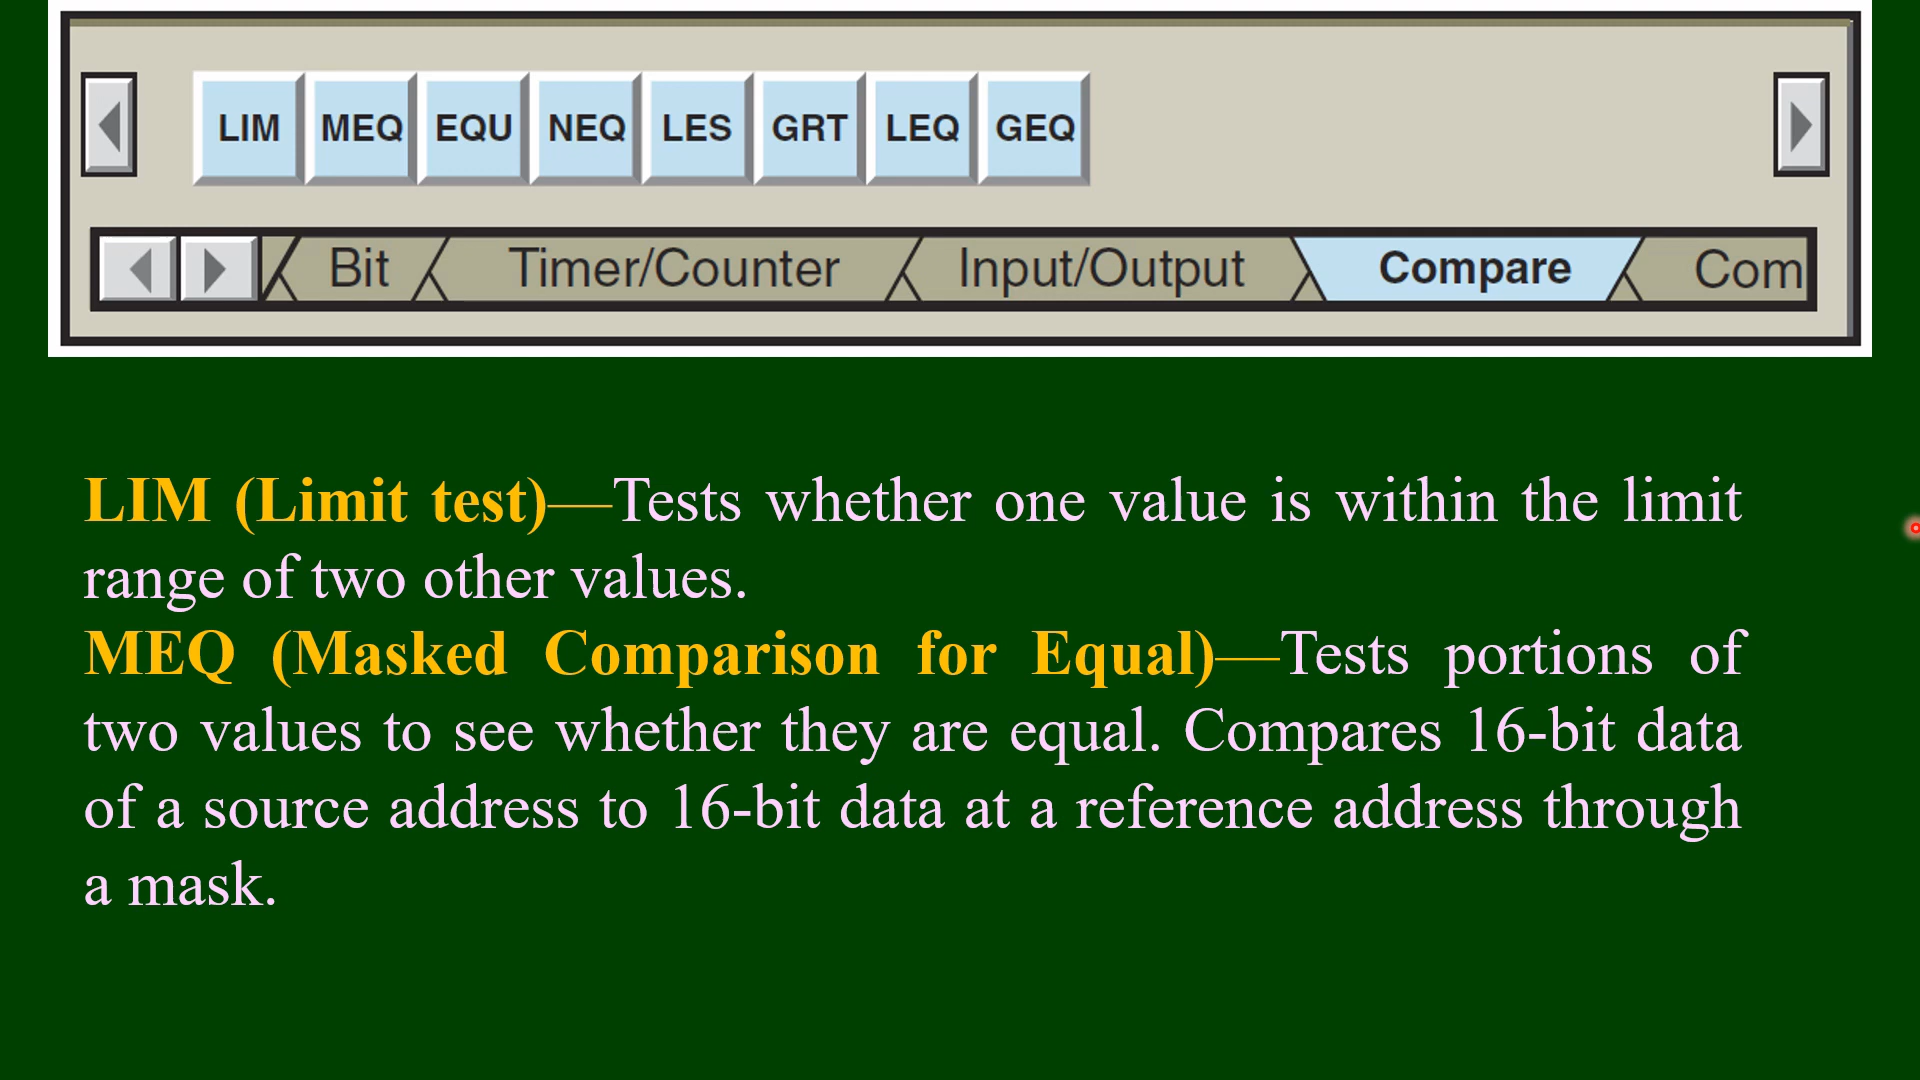 LIM MEQ EQU NEQ LES GRT LEQ GEQ
Bit Timer/Counter Input/Output Compare Com
LIM (Limit test)—Tests whether one value is within the limit
range of two other values.
MEQ (Masked Comparison for Equal)—Tests portions of
two values to see whether they are equal. Compares 16-bit data
of a source address to 16-bit data at a reference address through
a mask.